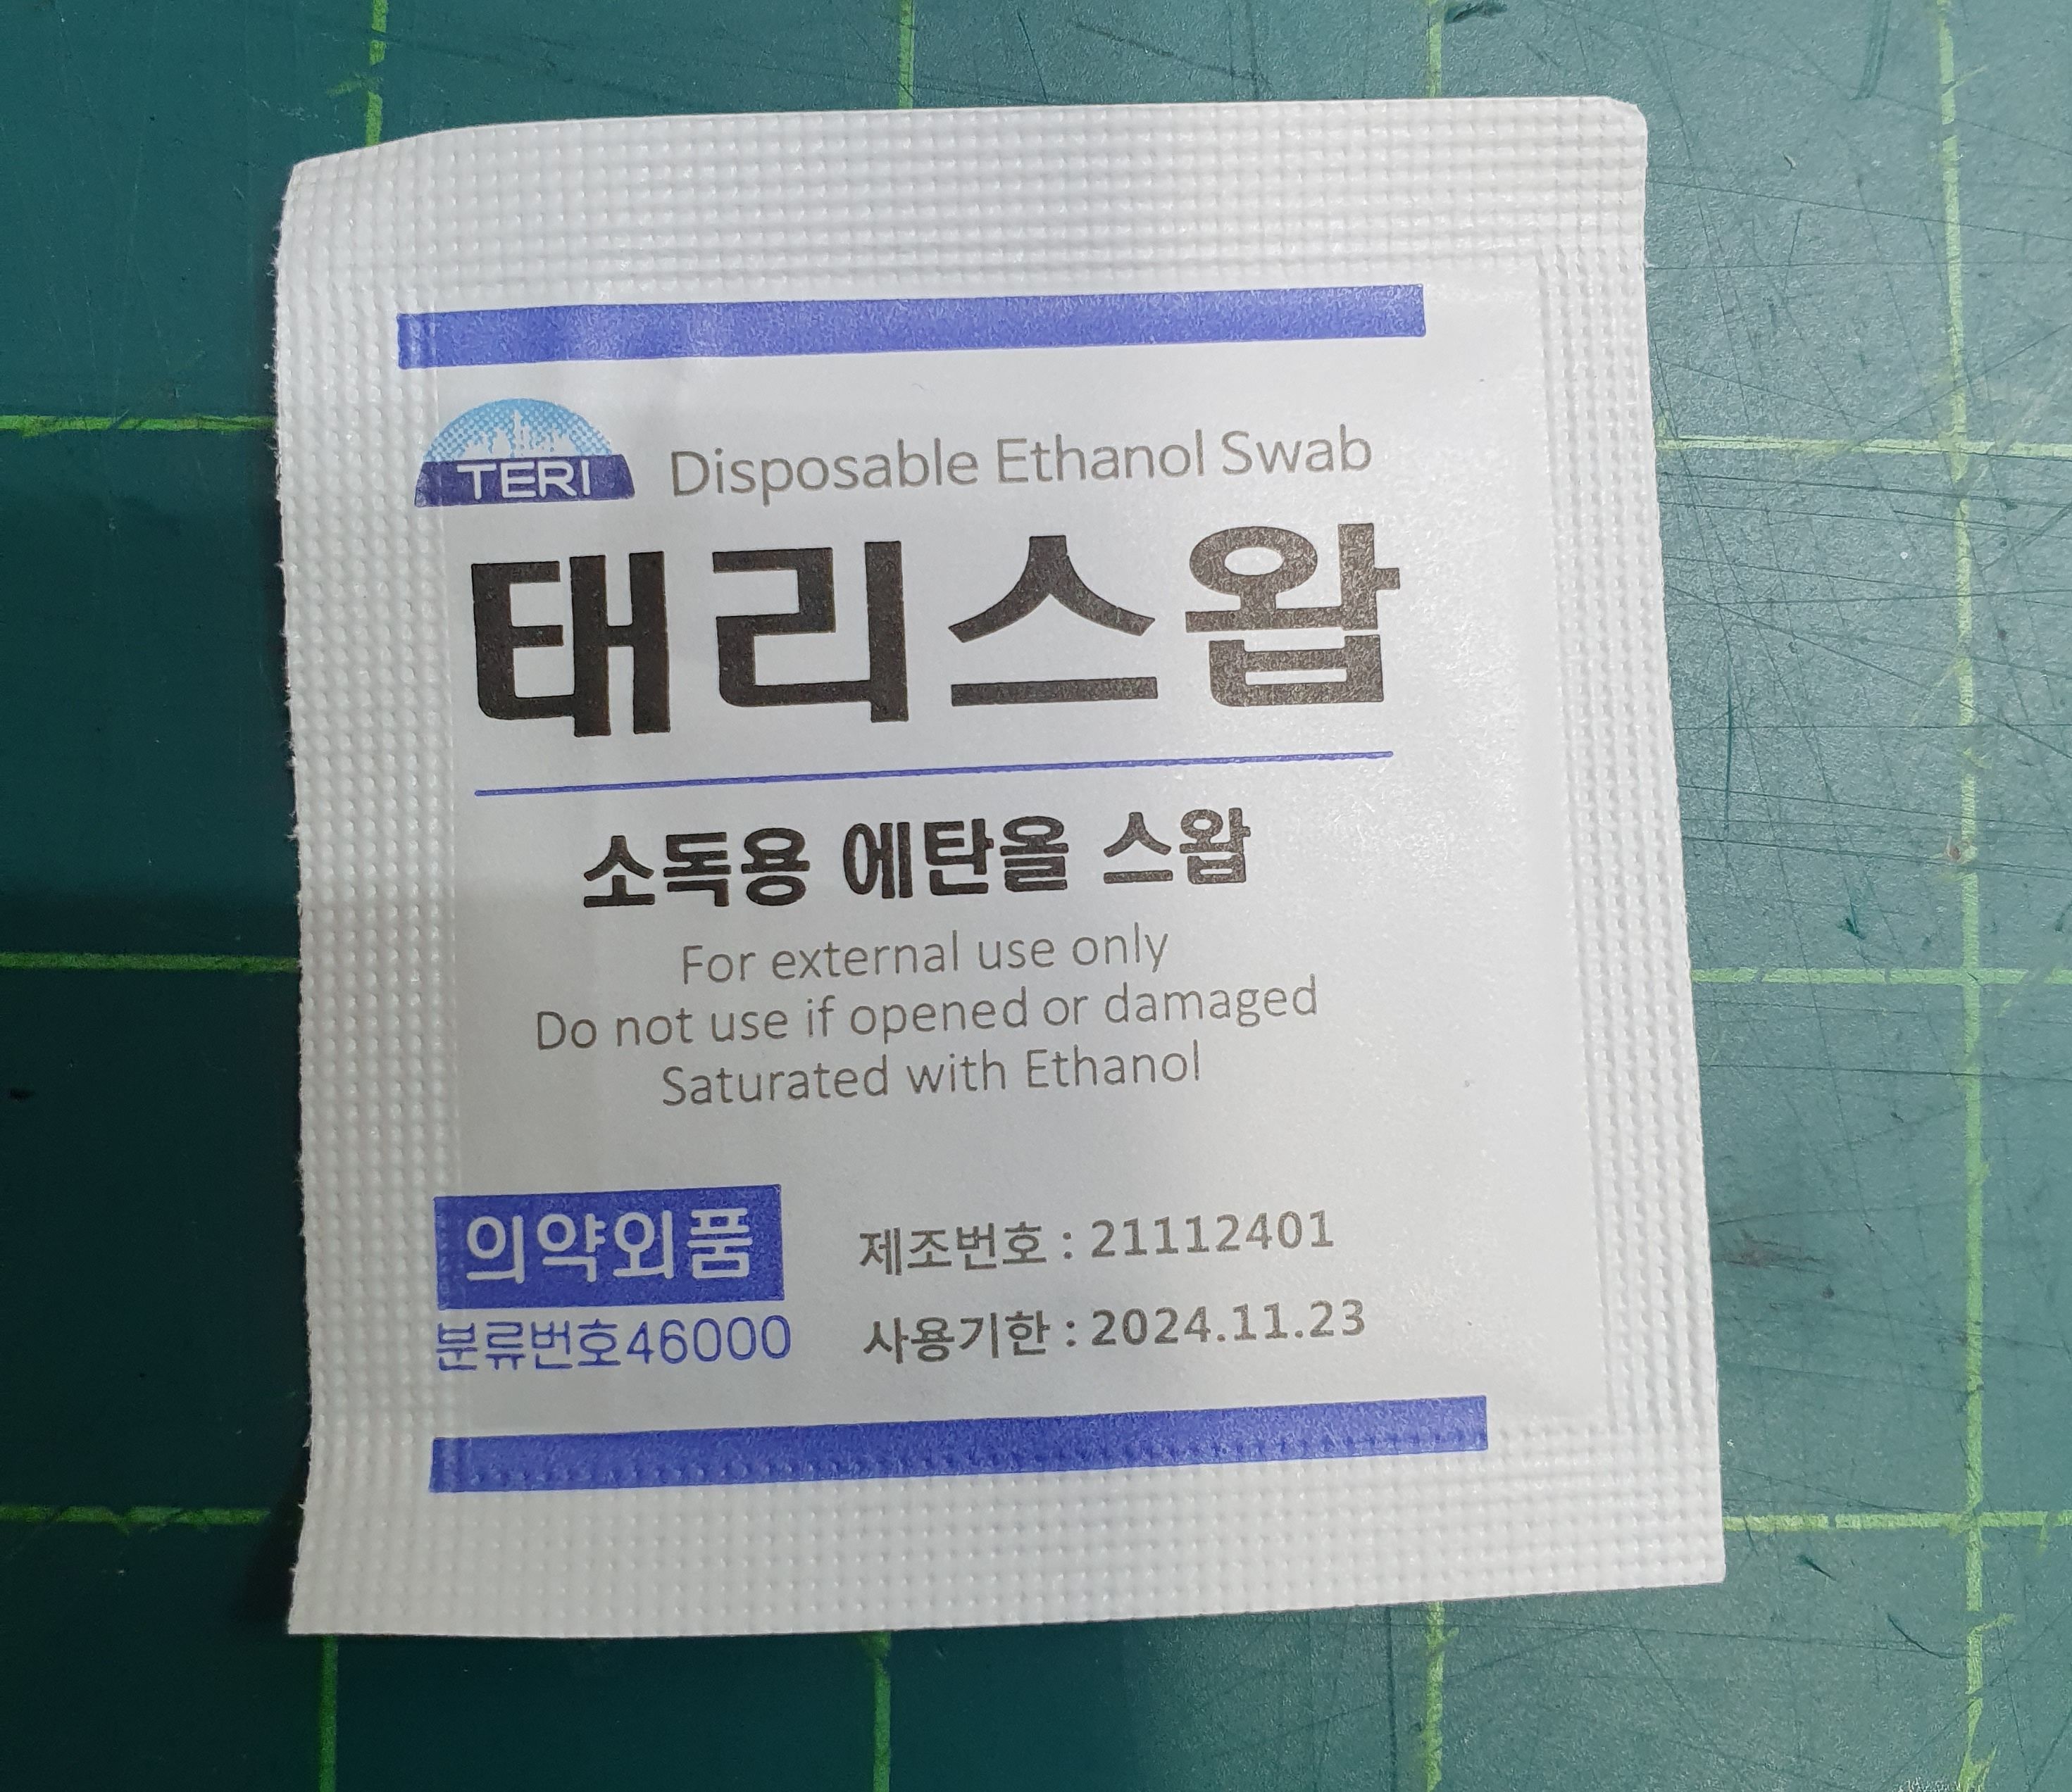 TERI
Disposable Ethanol Swab
태리스왑
소독용 에탄올 스왑
For external use only
Do not use if opened or damaged
Saturated with Ethanol
의약외품
분류번호46000
제조번호 : 21112401
사용기한 : 2024.11.23